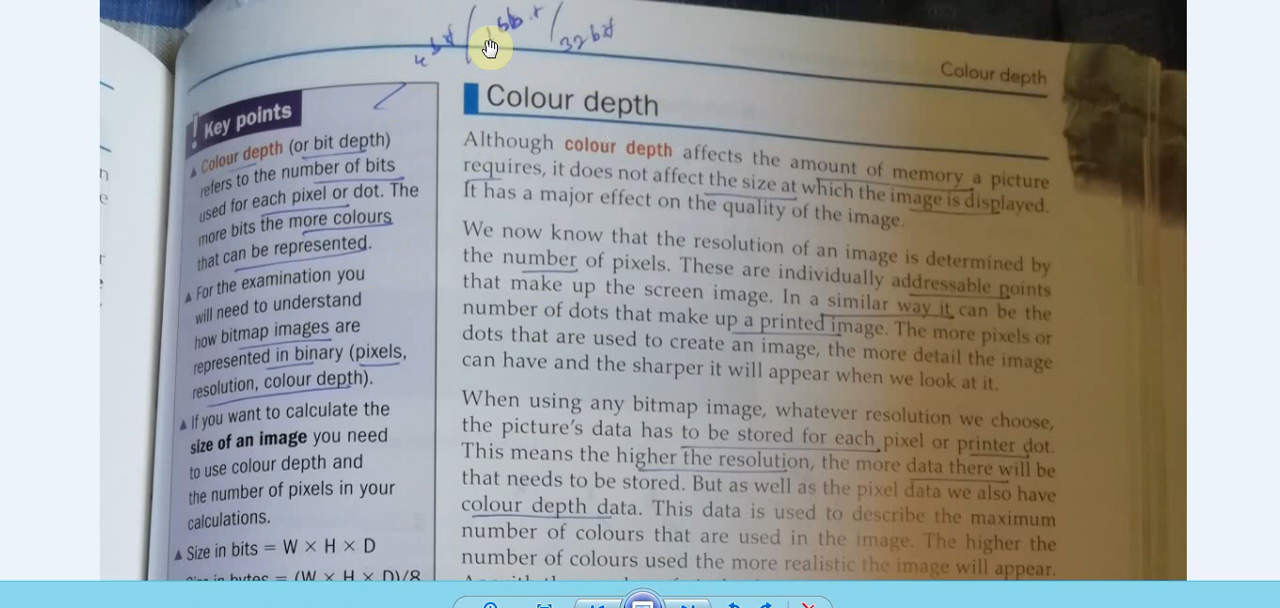 4 bit / 16 bit / 32 bit
Colour depth
! Key points
▲ Colour depth (or bit depth)
refers to the number of bits
used for each pixel or dot. The
more bits the more colours
that can be represented.
▲ For the examination you
will need to understand
how bitmap images are
represented in binary (pixels,
resolution, colour depth).
▲ If you want to calculate the
size of an image you need
to use colour depth and
the number of pixels in your
calculations.
▲ Size in bits = W × H × D
Size in bytes = (W × H × D)/8
Colour depth
Although colour depth affects the amount of memory a picture
requires, it does not affect the size at which the image is displayed.
It has a major effect on the quality of the image.
We now know that the resolution of an image is determined by
the number of pixels. These are individually addressable points
that make up the screen image. In a similar way it can be the
number of dots that make up a printed image. The more pixels or
dots that are used to create an image, the more detail the image
can have and the sharper it will appear when we look at it.
When using any bitmap image, whatever resolution we choose,
the picture's data has to be stored for each pixel or printer dot.
This means the higher the resolution, the more data there will be
that needs to be stored. But as well as the pixel data we also have
colour depth data. This data is used to describe the maximum
number of colours that are used in the image. The higher the
number of colours used the more realistic the image will appear.